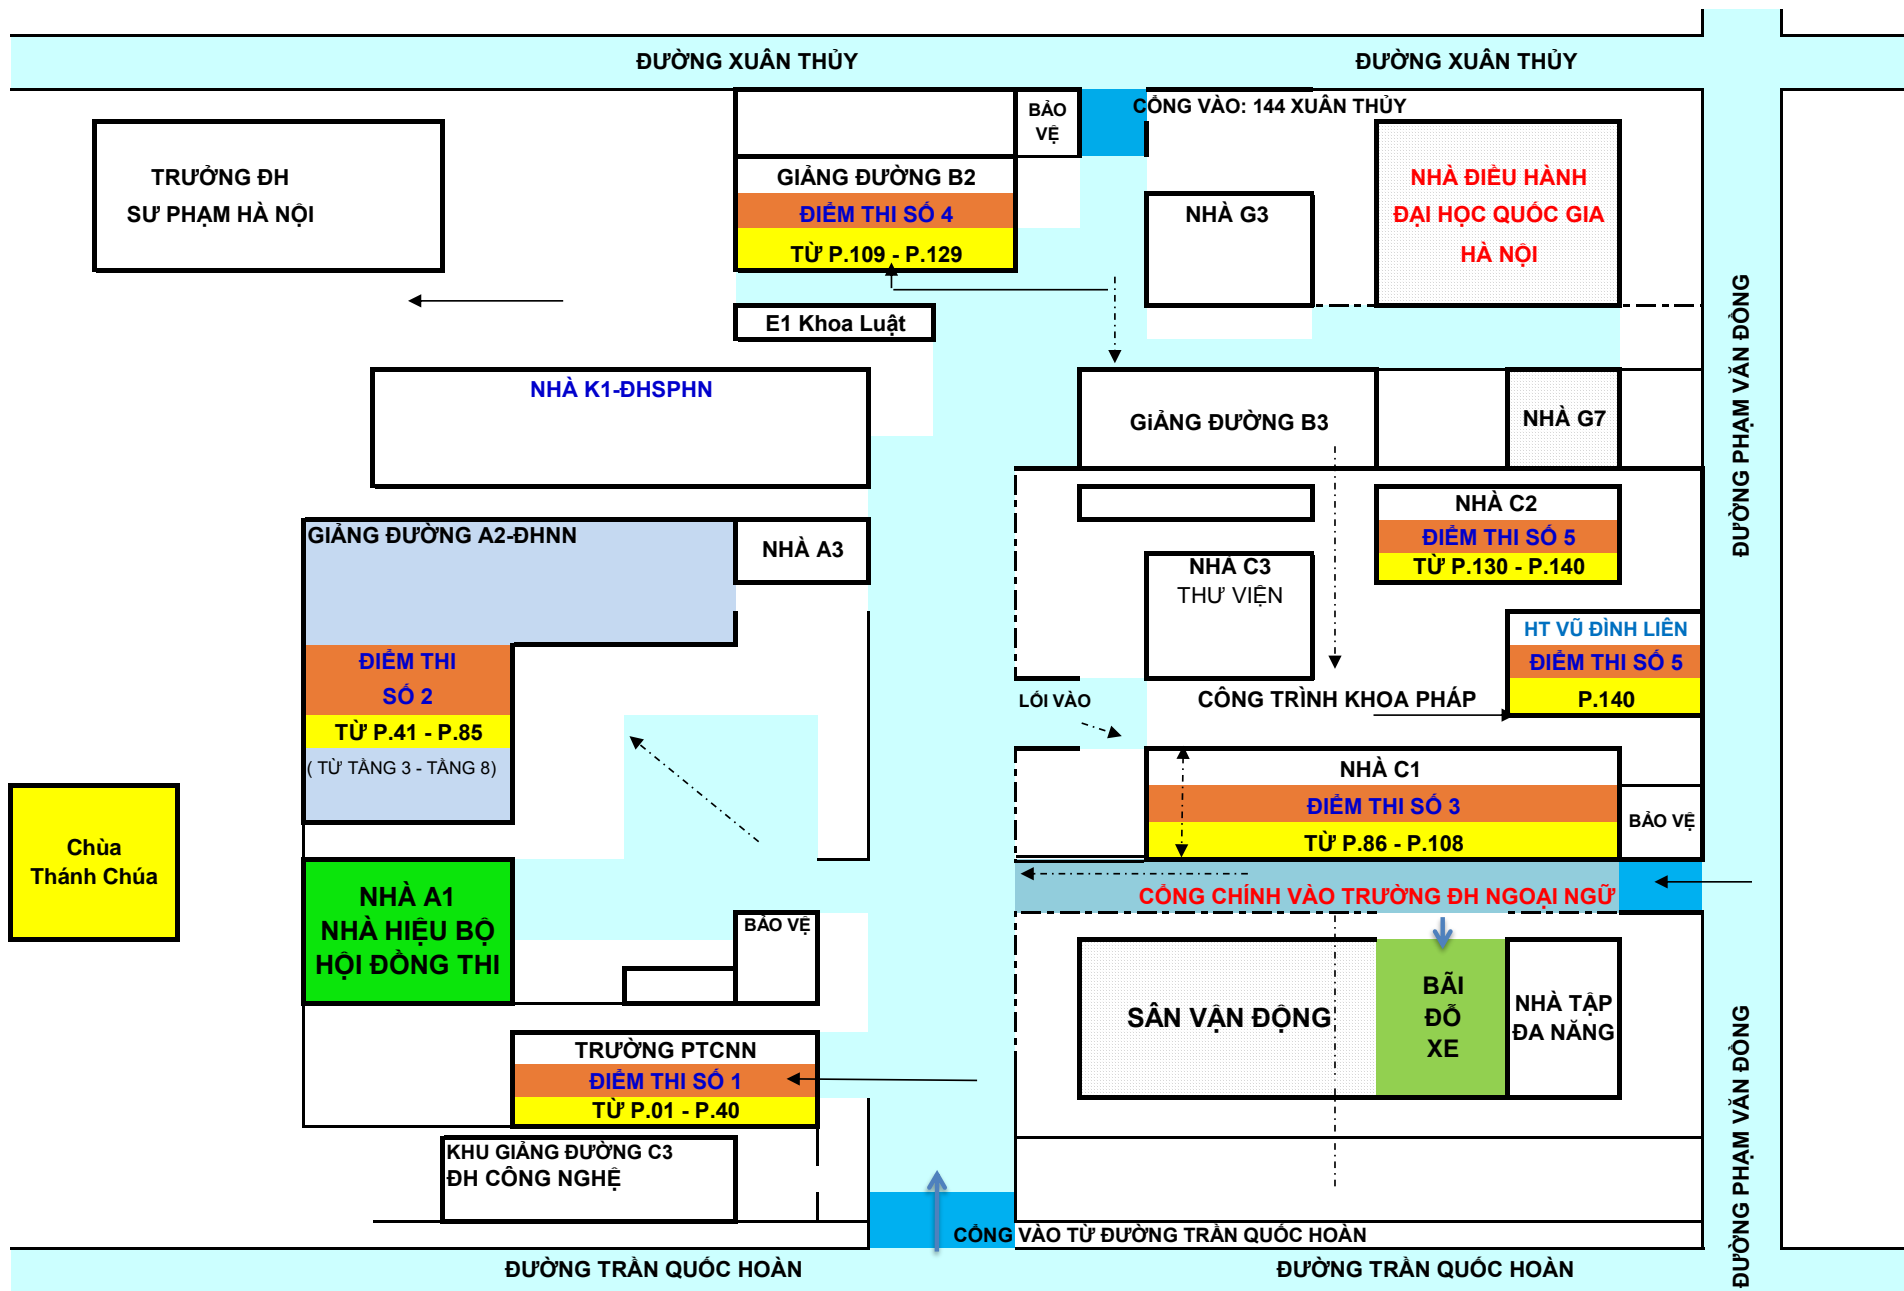 ĐƯỜNG XUÂN THỦY
ĐƯỜNG XUÂN THỦY
BẢO
VỆ
CỔNG VÀO: 144 XUÂN THỦY
TRƯỞNG ĐH
SƯ PHẠM HÀ NỘI
GIẢNG ĐƯỜNG B2
ĐIỂM THI SỐ 4
TỪ P.109 - P.129
NHÀ G3
NHÀ ĐIỀU HÀNH
ĐẠI HỌC QUỐC GIA
HÀ NỘI
E1 Khoa Luật
ĐƯỜNG PHẠM VĂN ĐỒNG
NHÀ K1-ĐHSPHN
GiẢNG ĐƯỜNG B3
NHÀ G7
GIẢNG ĐƯỜNG A2-ĐHNN
NHÀ A3
NHÀ C2
ĐIỂM THI SỐ 5
TỪ P.130 - P.140
NHÀ C3
THƯ VIỆN
HT VŨ ĐÌNH LIÊN
ĐIỂM THI SỐ 5
P.140
ĐIỂM THI
SỐ 2
TỪ P.41 - P.85
( TỪ TẦNG 3 - TẦNG 8)
LỐI VÀO
CÔNG TRÌNH KHOA PHÁP
NHÀ C1
ĐIỂM THI SỐ 3
TỪ P.86 - P.108
BẢO VỆ
Chùa
Thánh Chúa
NHÀ A1
NHÀ HIỆU BỘ
HỘI ĐỒNG THI
BẢO VỆ
CỔNG CHÍNH VÀO TRƯỜNG ĐH NGOẠI NGỮ
SÂN VẬN ĐỘNG
BÃI
ĐỖ
XE
NHÀ TẬP
ĐA NĂNG
TRƯỜNG PTCNN
ĐIỂM THI SỐ 1
TỪ P.01 - P.40
KHU GIẢNG ĐƯỜNG C3
ĐH CÔNG NGHỆ
ĐƯỜNG PHẠM VĂN ĐỒNG
CỔNG VÀO TỪ ĐƯỜNG TRẦN QUỐC HOÀN
ĐƯỜNG TRẦN QUỐC HOÀN
ĐƯỜNG TRẦN QUỐC HOÀN